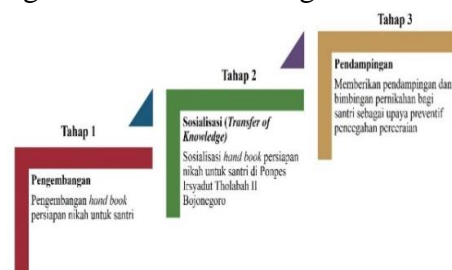 Tahap 1
Pengembangan
Pengembangan hand book
persiapan nikah untuk santri
Tahap 2
Sosialisasi (Transfer of
Knowledge)
Sosialisasi hand book persiapan
nikah untuk santri di Ponpes
Irsyadut Tholabah II
Bojonegoro
Tahap 3
Pendampingan
Memberikan pendampingan dan
bimbingan pernikahan bagi
santri sebagai upaya preventif
pencegahan perceraian